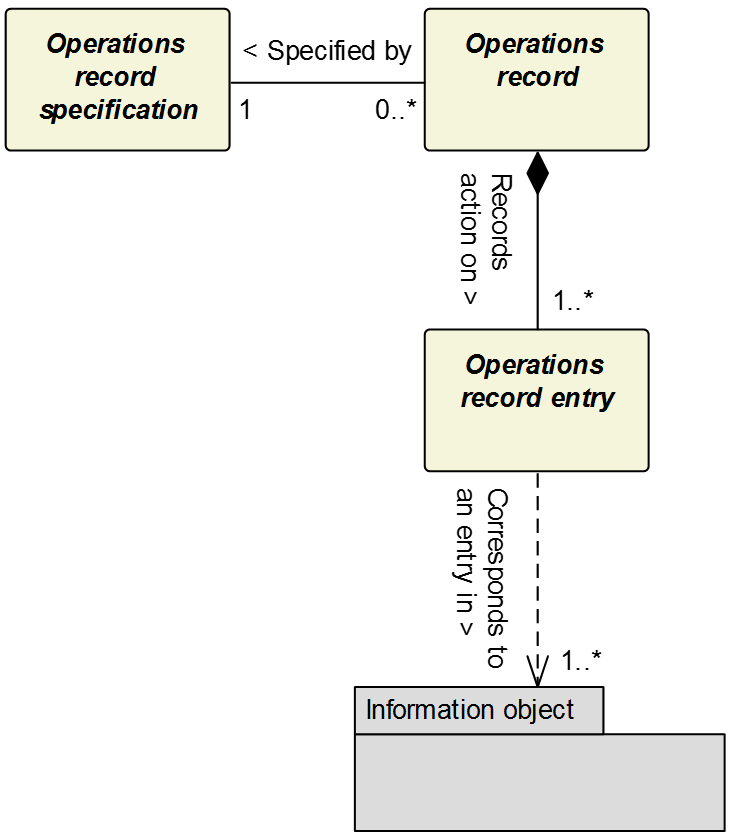 Operations
record
specification
< Specified by
Operations
record
1
0..*
Records
action on >
1..*
Operations
record entry
Corresponds to
an entry in >
1..*
Information object